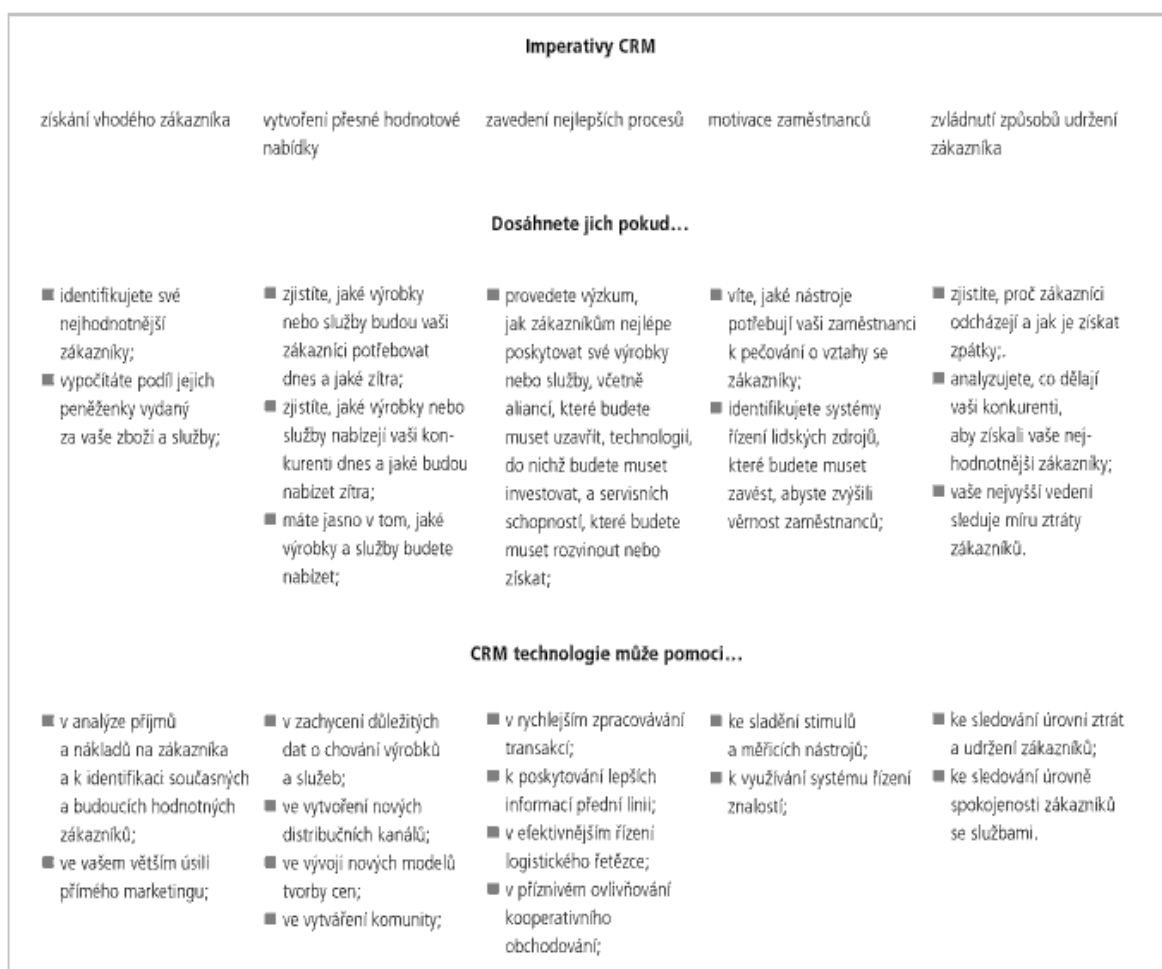 Imperativy CRM
získání vhodého zákazníka
vytvoření přesné hodnotové
nabídky
zavedení nejlepších procesů
motivace zaměstnanců
zvládnutí způsobů udržení
zákazníka
Dosáhnete jich pokud...
■ identifikujete své
nejhodnotnější
zákazníky;
■ vypočítáte podíl jejich
peněženky vydaný
za vaše zboží a služby;
■ zjistíte, jaké výrobky
nebo služby budou vaši
zákazníci potřebovat
dnes a jaké zítra;
■ zjistíte, jaké výrobky nebo
služby nabízejí vaši kon-
kurenti dnes a jaké budou
nabízet zítra;
■ máte jasno v tom, jaké
výrobky a služby budete
nabízet;
■ provedete výzkum,
jak zákazníkům nejlépe
poskytovat své výrobky
nebo služby, včetně
aliancí, které budete
muset uzavřít, technologií,
do nichž budete muset
investovat, a servisních
schopností, které budete
muset rozvinout nebo
získat;
■ víte, jaké nástroje
potřebují vaši zaměstnanci
k pečování o vztahy se
zákazníky;
■ identifikujete systémy
řízení lidských zdrojů,
které budete muset
zavést, abyste zvýšili
věrnost zaměstnanců;
■ zjistíte, proč zákazníci
odcházejí a jak je získat
zpátky;.
■ analyzujete, co dělají
vaši konkurenti,
aby získali vaše nej-
hodnotnější zákazníky;
■ vaše nejvyšší vedení
sleduje míru ztráty
zákazníků.
CRM technologie může pomoci...
■ v analýze příjmů
a nákladů na zákazníka
a k identifikaci současných
a budoucích hodnotných
zákazníků;
■ ve vašem větším úsilí
přímého marketingu;
■ v zachycení důležitých
dat o chování výrobků
a služeb;
■ ve vytvoření nových
distribučních kanálů;
■ ve vývoji nových modelů
tvorby cen;
■ ve vytváření komunity;
■ v rychlejším zpracovávání
transakcí;
■ k poskytování lepších
informací přední linii;
■ v efektivnějším řízení
logistického řetězce;
■ v příznivém ovlivňování
kooperativního
obchodování;
■ ke sladění stimulů
a měřicích nástrojů;
■ k využívání systému řízení
znalostí;
■ ke sledování úrovni ztrát
a udržení zákazníků;
■ ke sledování úrovně
spokojenosti zákazníků
se službami.